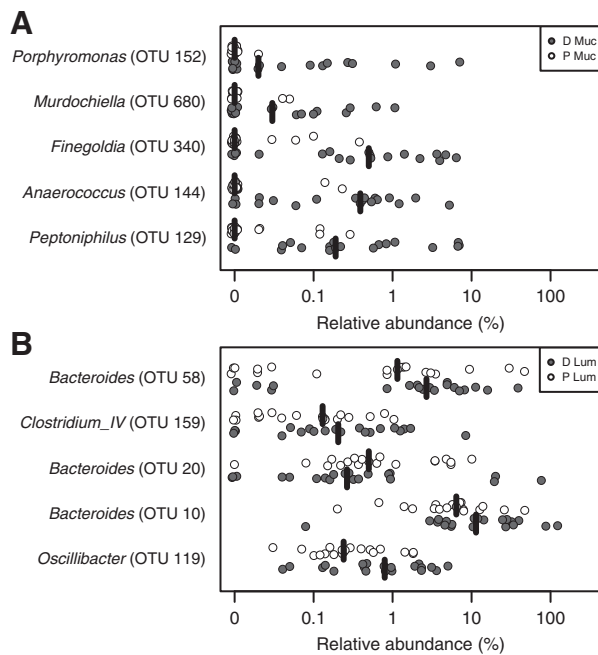 A
D Muc
P Muc
Porphyromonas (OTU 152)
Murdochiella (OTU 680)
Finegoldia (OTU 340)
Anaerococcus (OTU 144)
Peptoniphilus (OTU 129)
0 0.1 1 10 100
Relative abundance (%)
B
D Lum
P Lum
Bacteroides (OTU 58)
Clostridium_IV (OTU 159)
Bacteroides (OTU 20)
Bacteroides (OTU 10)
Oscillibacter (OTU 119)
0 0.1 1 10 100
Relative abundance (%)